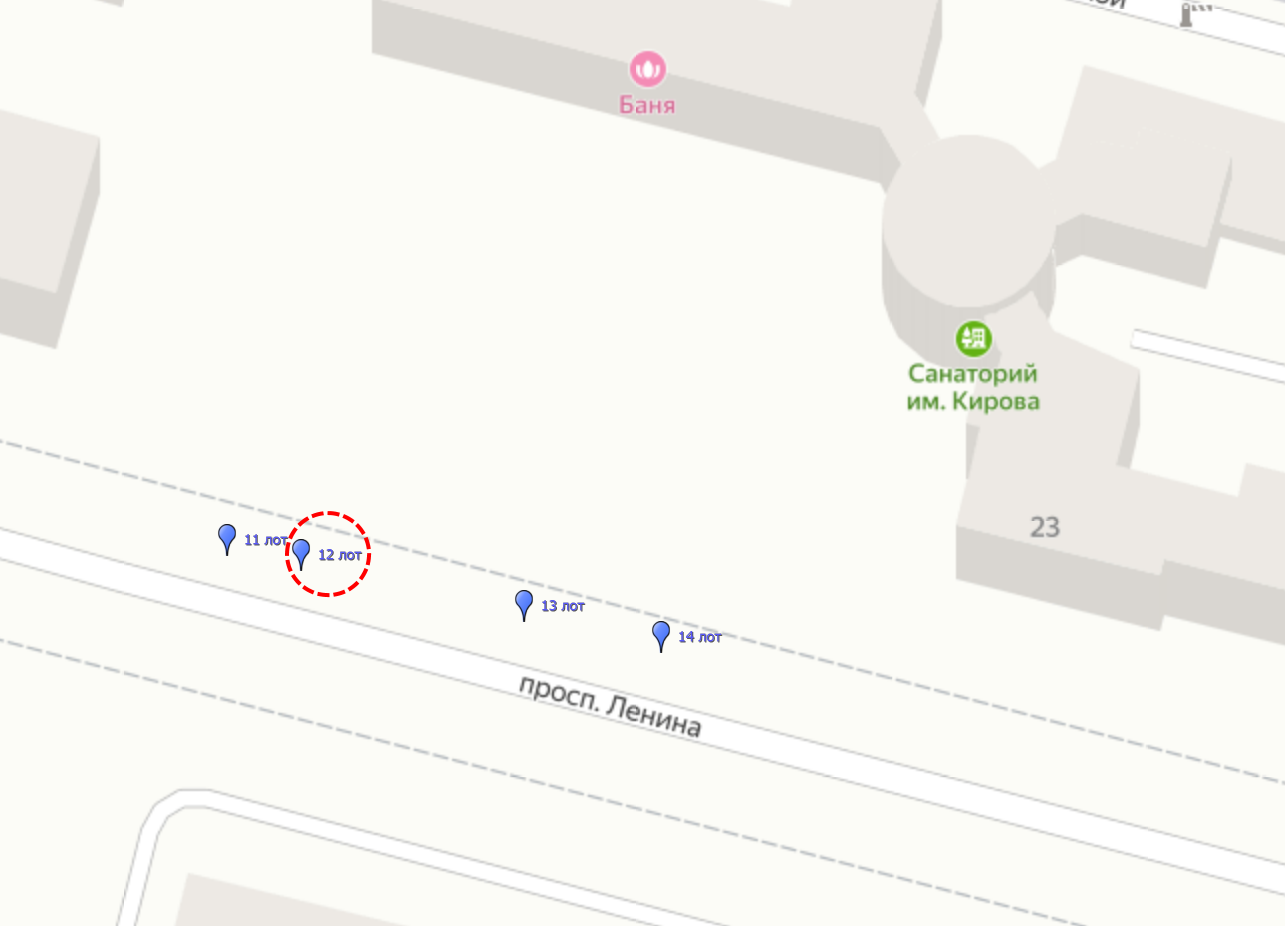 Баня
Санаторий
им. Кирова
23
11 лот
12 лот
13 лот
14 лот
просп. Ленина